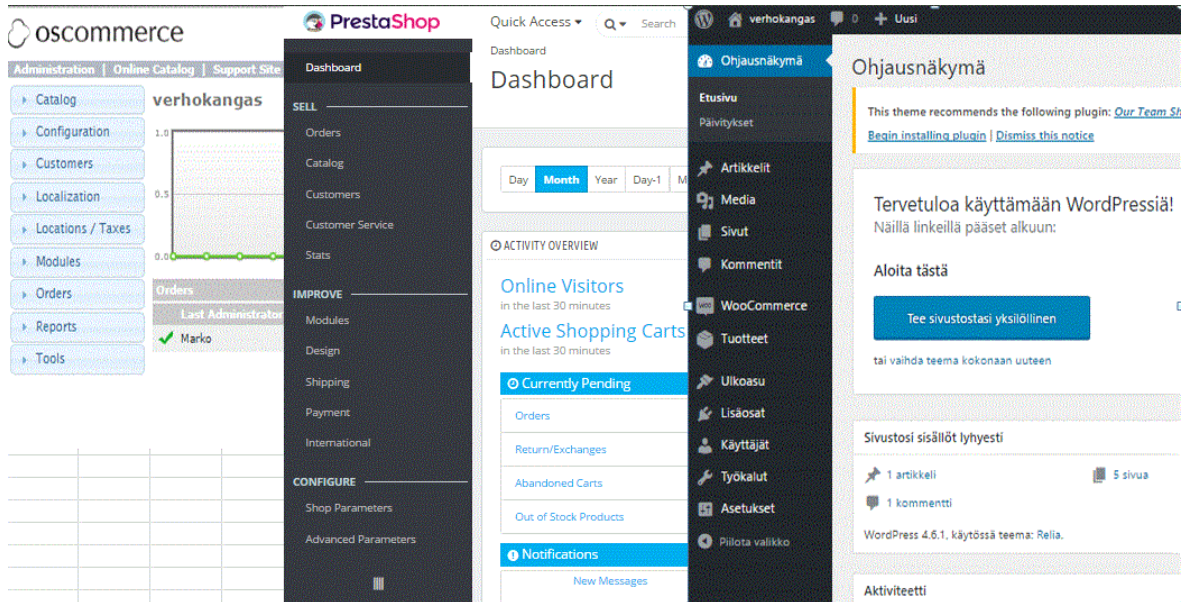 oscommerce
Administration | Online Catalog | Support Site
Catalog
Configuration
Customers
Localization
Locations / Taxes
Modules
Orders
Reports
Tools
verhokangas
1.0
0.5
0.0
Orders
Last Administrator
Marko
PrestaShop
Dashboard
SELL
Orders
Catalog
Customers
Customer Service
Stats
IMPROVE
Modules
Design
Shipping
Payment
International
CONFIGURE
Shop Parameters
Advanced Parameters
Quick Access
Search
Dashboard
Dashboard
Day Month Year Day-1 M
ACTIVITY OVERVIEW
Online Visitors
in the last 30 minutes
Active Shopping Carts
in the last 30 minutes
Currently Pending
Orders
Return/Exchanges
Abandoned Carts
Out of Stock Products
Notifications
New Messages
verhokangas 0 + Uusi
Ohjausnäkymä
Etusivu
Päivitykset
Artikkelit
Media
Sivut
Kommentit
WooCommerce
Tuotteet
Ulkoasu
Lisäosat
Käyttäjät
Työkalut
Asetukset
Piilota valikko
Ohjausnäkymä
This theme recommends the following plugin: Our Team Sh
Begin installing plugin | Dismiss this notice
Tervetuloa käyttämään WordPressiä!
Näillä linkeillä pääset alkuun:
Aloita tästä
Tee sivustostasi yksilöllinen
tai vaihda teema kokonaan uuteen
Sivustosi sisällöt lyhyesti
1 artikkeli
5 sivua
1 kommentti
WordPress 4.6.1, käytössä teema: Relia.
Aktiviteetti